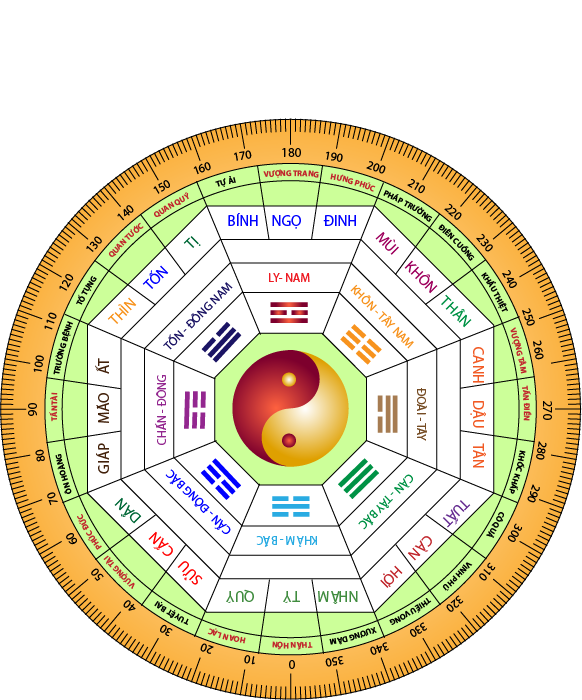 180
190
200
210
220
230
240
250
260
270
280
290
300
310
320
330
340
350
0
10
20
30
40
50
60
70
80
90
100
110
120
130
140
150
160
170
VƯỢNG TRANG
HƯNG PHÚC
PHÁP TRƯỜNG
ĐIÊN CUỒNG
KHẨU THIỆT
VƯỢNG TÀM
TẤN ĐIỀN
KHỐC KHẤP
CÔ QUẢ
VINH PHÚ
THIẾU VONG
XƯƠNG DÂM
THÂN HÔN
HOAN LẠC
TUYỆT BẠI
VƯỢNG TÀI
PHÚC ĐỨC
ÔN HOÀNG
TẤN TÀI
TRƯỜNG BỆNH
TỐ TỤNG
QUAN TƯỚC
QUAN QUÝ
TỰ ẢI
BÍNH
NGỌ
ĐINH
MÙI
KHÔN
THÂN
CANH
DẬU
TÂN
TUẤT
CÀN
HỢI
NHÂM
TÝ
QUÝ
SỬU
CẤN
DẦN
GIÁP
MÃO
ẤT
THÌN
TỐN
TỊ
LY- NAM
KHÔN - TÂY NAM
ĐOÀI - TÂY
CÀN -TÂY BẮC
KHẢM - BẮC
CẤN - ĐÔNG BẮC
CHẤN - ĐÔNG
TỐN - ĐÔNG NAM